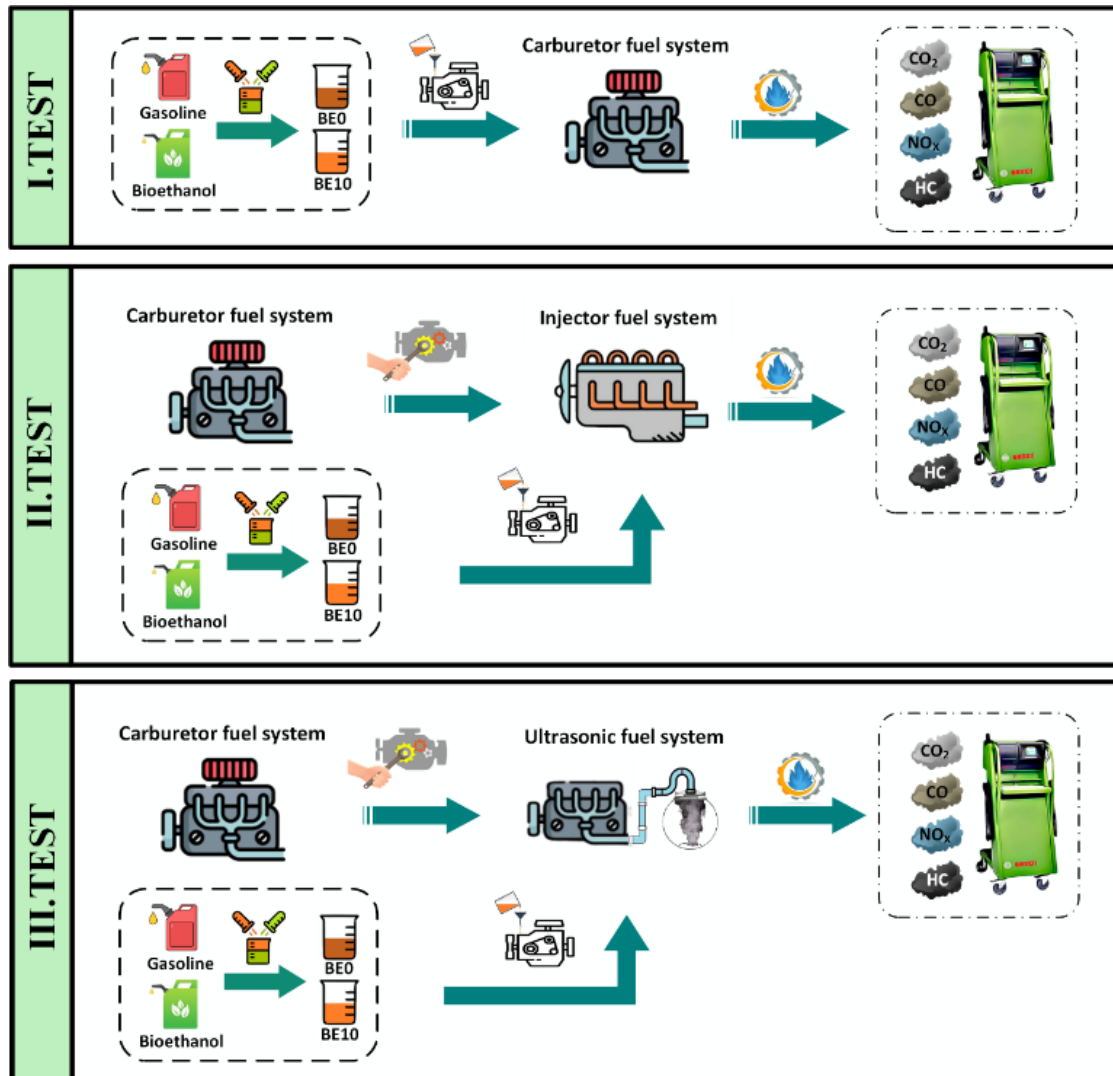 I.TEST
Gasoline
Bioethanol
BE0
BE10
Carburetor fuel system
CO₂
CO
NOₓ
HC
II.TEST
Carburetor fuel system
Injector fuel system
Gasoline
Bioethanol
BE0
BE10
CO₂
CO
NOₓ
HC
III.TEST
Carburetor fuel system
Ultrasonic fuel system
Gasoline
Bioethanol
BE0
BE10
CO₂
CO
NOₓ
HC